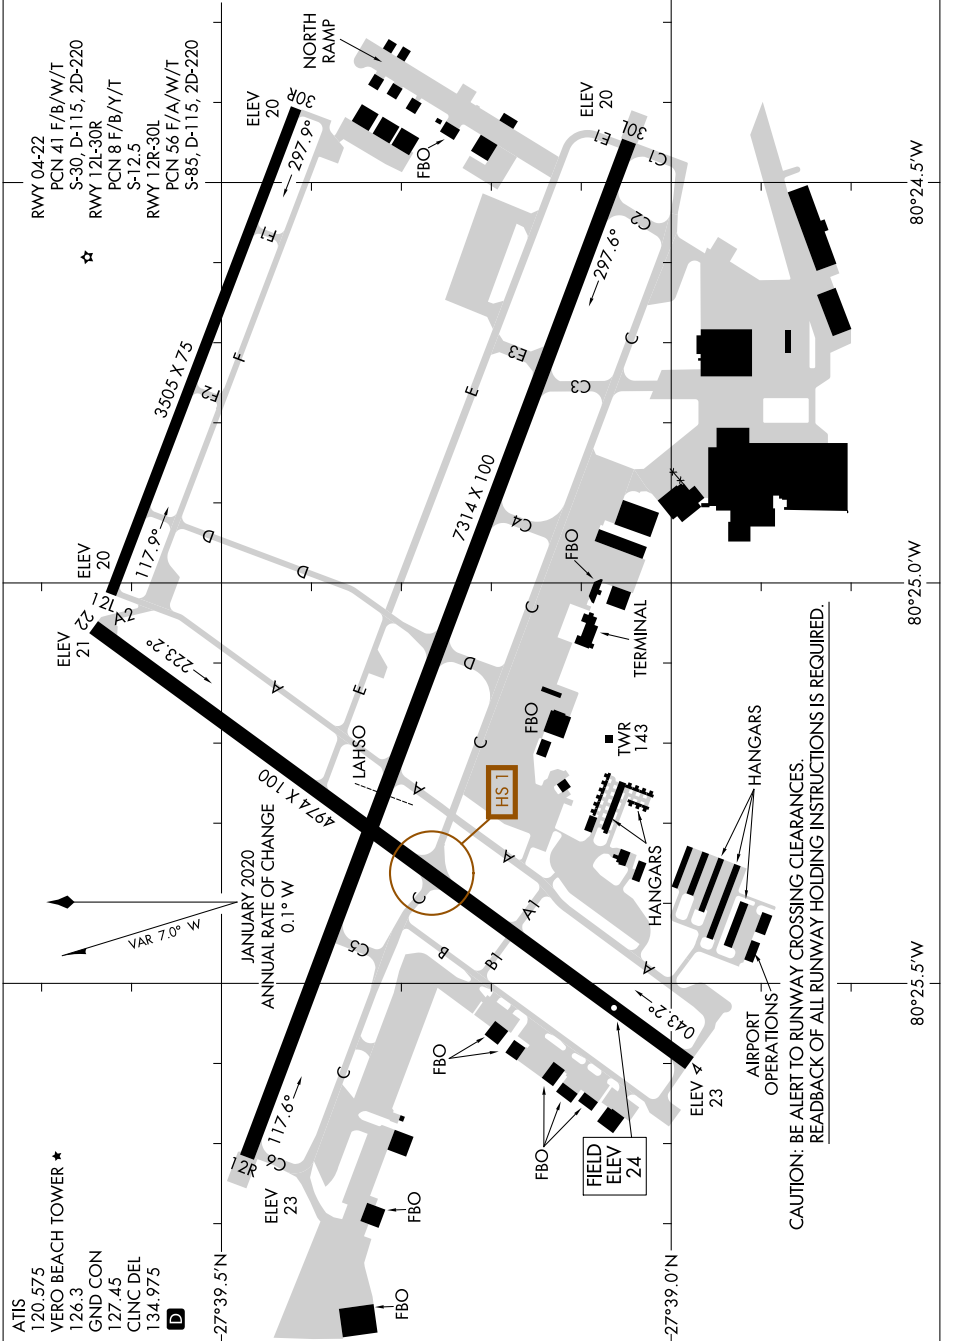 ATIS
120.575
VERO BEACH TOWER ★
126.3
GND CON
127.45
CLNC DEL
134.975
D
RWY 04-22
PCN 41 F/B/W/T
S-30, D-115, 2D-220
RWY 12L-30R
PCN 8 F/B/Y/T
S-12.5
RWY 12R-30L
PCN 56 F/A/W/T
S-85, D-115, 2D-220
NORTH
RAMP
ELEV
20
30R
297.9°
F1
F
F2
3505 X 75
117.9°
ELEV
20
12L
A2
22
ELEV
21
223.2°
D
D
A
E
E
E3
FBO
ELEV
20
30L
E1
C1
C2
297.6°
C
C3
7314 X 100
C4
C
D
C
LAHSO
A
4974 X 100
HS 1
JANUARY 2020
ANNUAL RATE OF CHANGE
0.1° W
VAR 7.0° W
C
C5
B
B1
A1
A
A
043.2°
4
ELEV
23
FIELD
ELEV
24
117.6°
C
12R
C6
ELEV
23
FBO
FBO
FBO
FBO
FBO
FBO
TERMINAL
TWR
143
HANGARS
HANGARS
AIRPORT
OPERATIONS
27°39.5'N
27°39.0'N
80°24.5'W
80°25.0'W
80°25.5'W
CAUTION: BE ALERT TO RUNWAY CROSSING CLEARANCES.
READBACK OF ALL RUNWAY HOLDING INSTRUCTIONS IS REQUIRED.